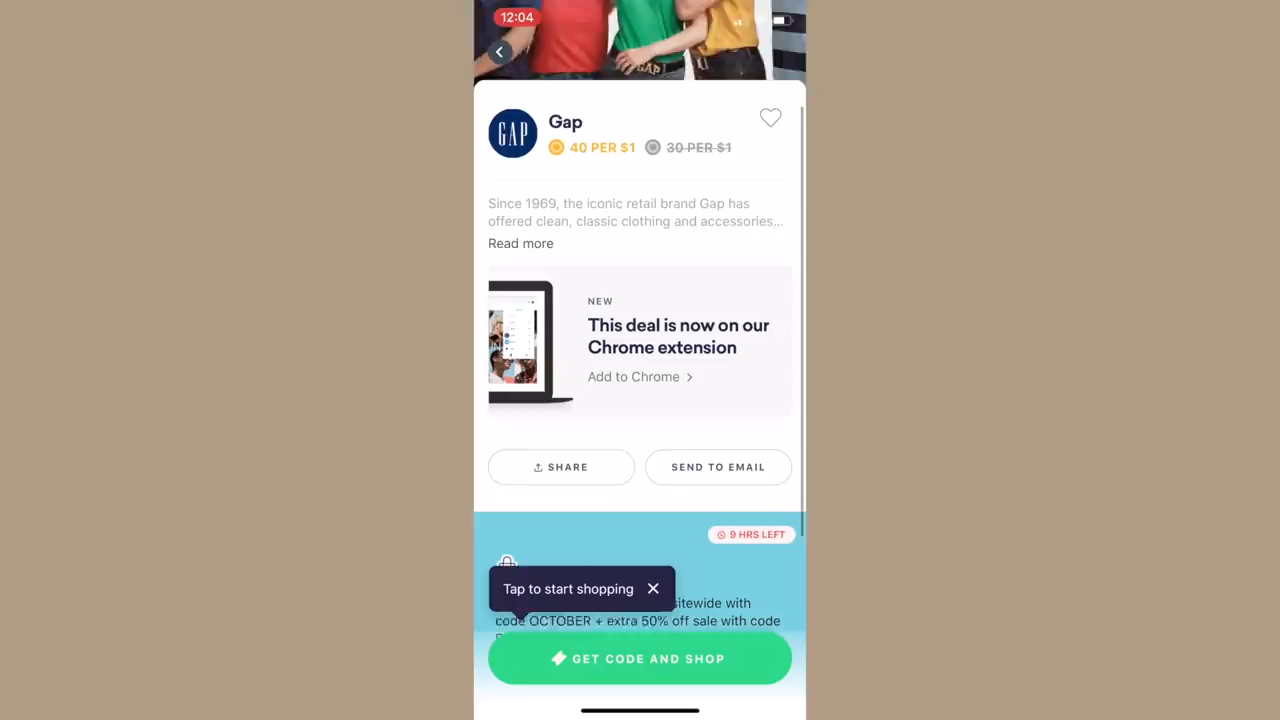 12:04
GAP
GAP
Gap
40 PER $1
30 PER $1
Since 1969, the iconic retail brand Gap has
offered clean, classic clothing and accessories...
Read more
NEW
This deal is now on our
Chrome extension
Add to Chrome
SHARE
SEND TO EMAIL
9 HRS LEFT
Tap to start shopping
sitewide with
code OCTOBER + extra 50% off sale with code
GET CODE AND SHOP